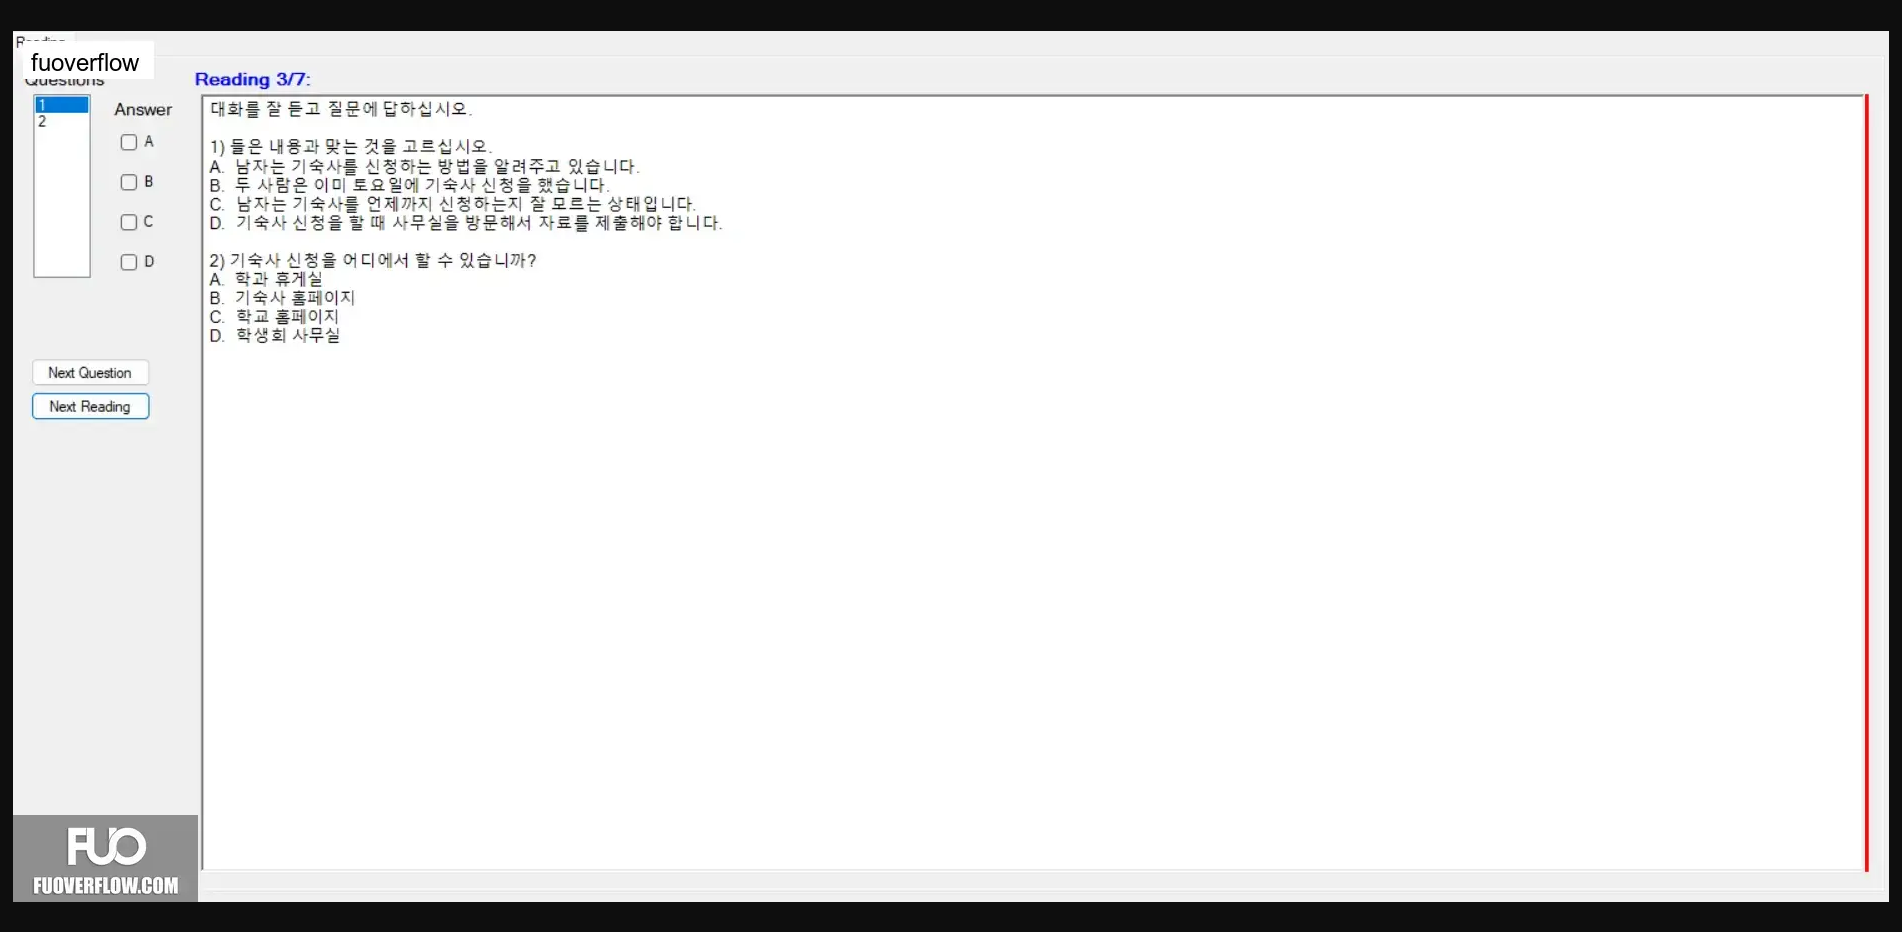 fuoverflow
Questions
Reading 3/7:
1
2
Answer
A
B
C
D
Next Question
Next Reading
대화를 잘 듣고 질문에 답하십시오.
1) 들은 내용과 맞는 것을 고르십시오.
A. 남자는 기숙사를 신청하는 방법을 알려주고 있습니다.
B. 두 사람은 이미 토요일에 기숙사 신청을 했습니다.
C. 남자는 기숙사를 언제까지 신청하는지 잘 모르는 상태입니다.
D. 기숙사 신청을 할 때 사무실을 방문해서 자료를 제출해야 합니다.
2) 기숙사 신청을 어디에서 할 수 있습니까?
A. 학과 휴게실
B. 기숙사 홈페이지
C. 학교 홈페이지
D. 학생회 사무실
FUO
FUOVERFLOW.COM